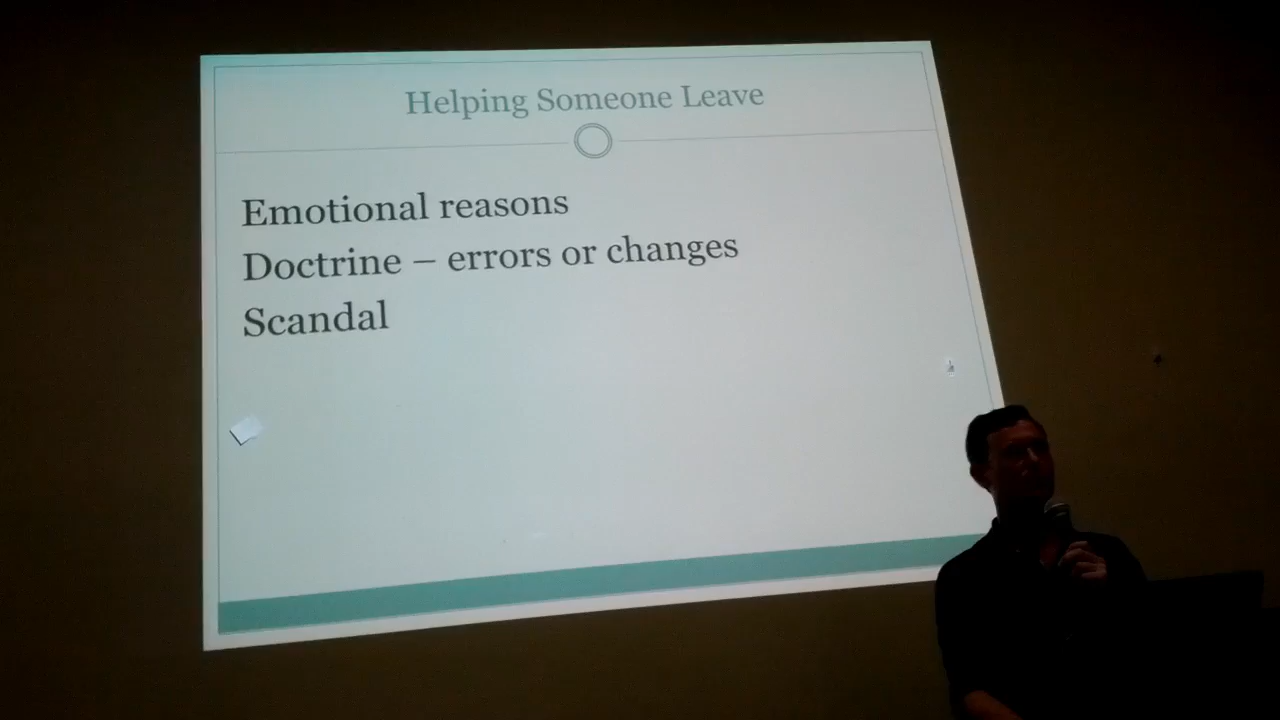 Helping Someone Leave
Emotional reasons
Doctrine – errors or changes
Scandal